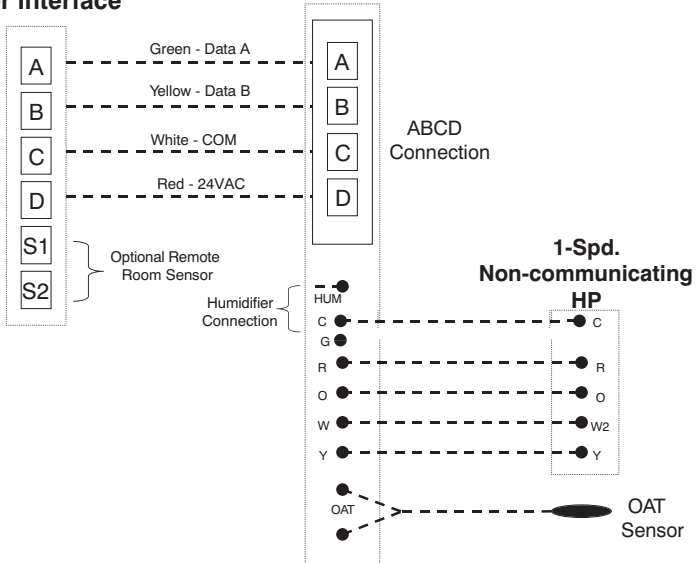 r Interface
A
B
C
D
S1
S2
Green - Data A
Yellow - Data B
White - COM
Red - 24VAC
Optional Remote
Room Sensor
A
B
C
D
ABCD
Connection
Humidifier
Connection
HUM
C
G
R
O
W
Y
OAT
1-Spd.
Non-communicating
HP
C
R
O
W2
Y
OAT
Sensor